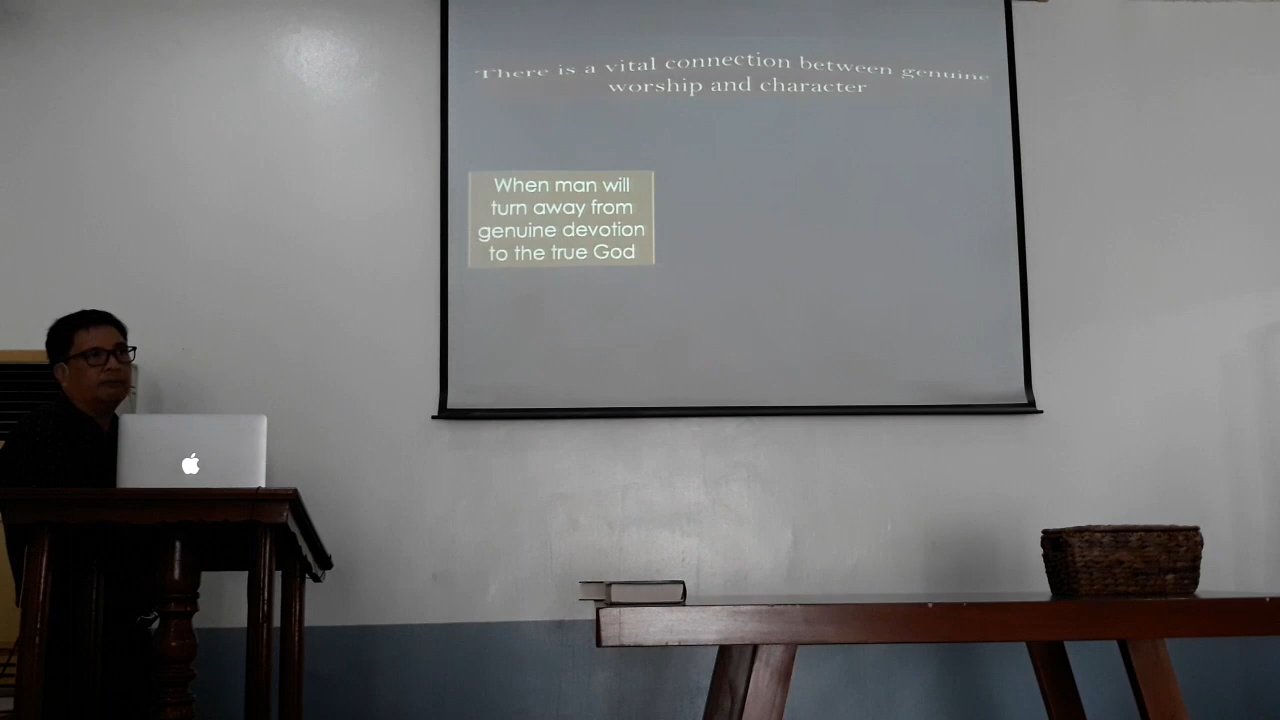 There is a vital connection between genuine
worship and character
When man will
turn away from
genuine devotion
to the true God